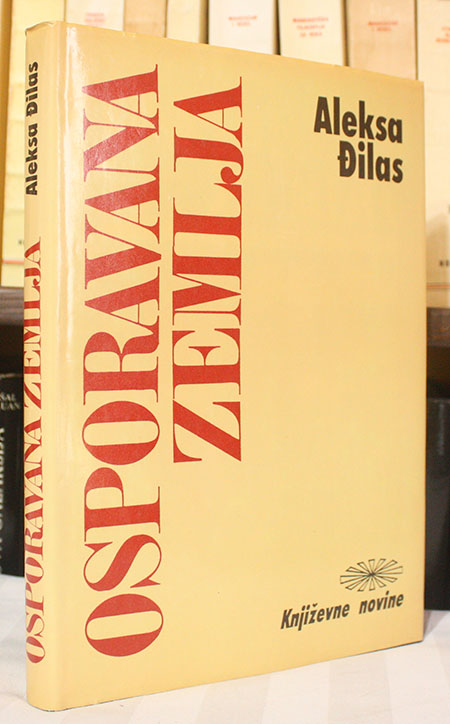 Aleksa Đilas
OSPORAVANA ZEMLJA
OSPORAVANA
ZEMLJA
Aleksa
Đilas
Književne novine